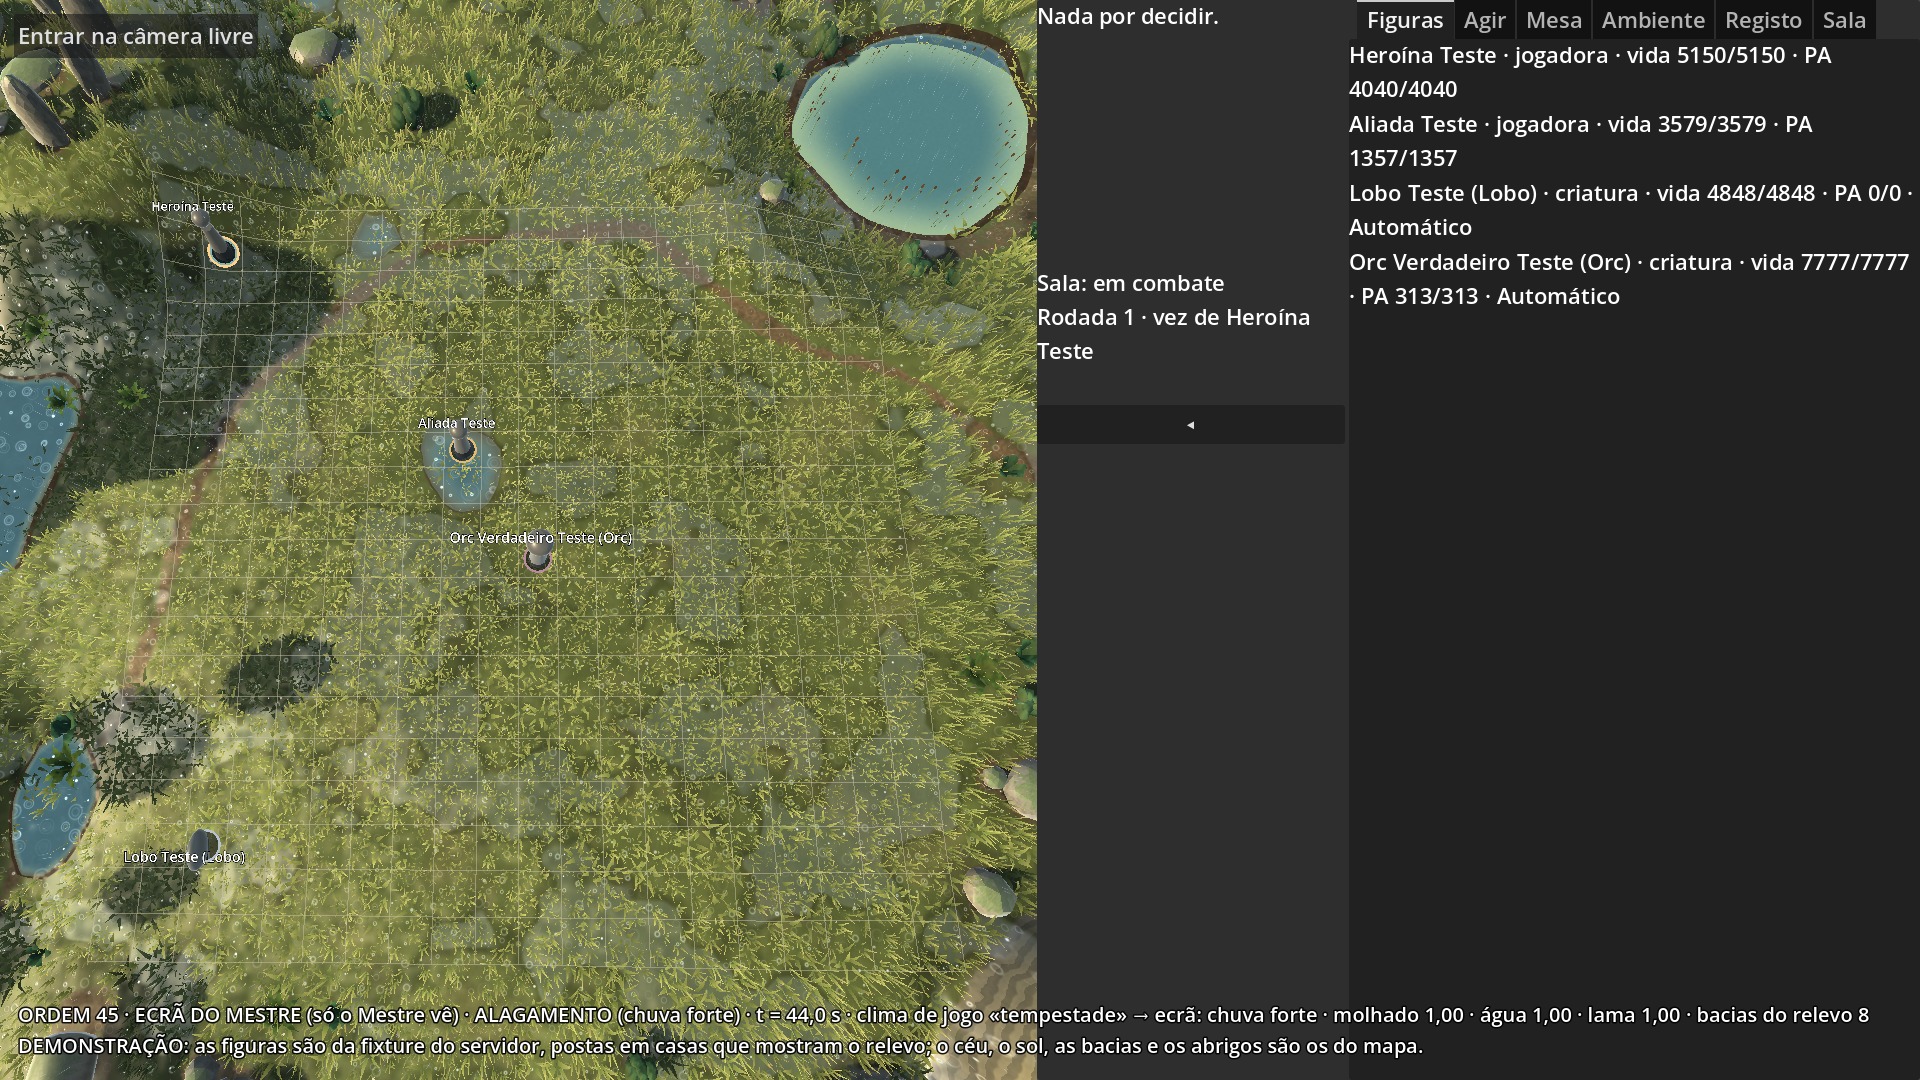 Entrar na câmera livre
Heroína Teste
Aliada Teste
Orc Verdadeiro Teste (Orc)
Lobo Teste (Lobo)
Nada por decidir.
Sala: em combate
Rodada 1 · vez de Heroína
Teste
Figuras Agir Mesa Ambiente Registo Sala
Heroína Teste · jogadora · vida 5150/5150 · PA
4040/4040
Aliada Teste · jogadora · vida 3579/3579 · PA
1357/1357
Lobo Teste (Lobo) · criatura · vida 4848/4848 · PA 0/0 ·
Automático
Orc Verdadeiro Teste (Orc) · criatura · vida 7777/7777
· PA 313/313 · Automático
ORDEM 45 · ECRÃ DO MESTRE (só o Mestre vê) · ALAGAMENTO (chuva forte) · t = 44,0 s · clima de jogo «tempestade» → ecrã: chuva forte · molhado 1,00 · água 1,00 · lama 1,00 · bacias do relevo 8
DEMONSTRAÇÃO: as figuras são da fixture do servidor, postas em casas que mostram o relevo; o céu, o sol, as bacias e os abrigos são os do mapa.